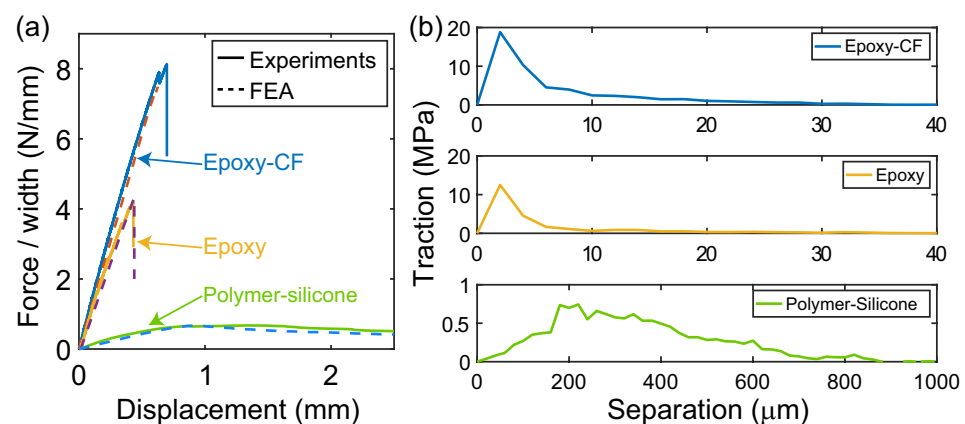 (a)
Force / width (N/mm)
8
6
4
2
0
Experiments
FEA
Epoxy-CF
Epoxy
Polymer-silicone
0 1 2
Displacement (mm)
(b)
Traction (MPa)
20
10
0
Epoxy-CF
0 10 20 30 40
20
10
0
Epoxy
0 10 20 30 40
1
0.5
0
Polymer-Silicone
0 200 400 600 800 1000
Separation (μm)